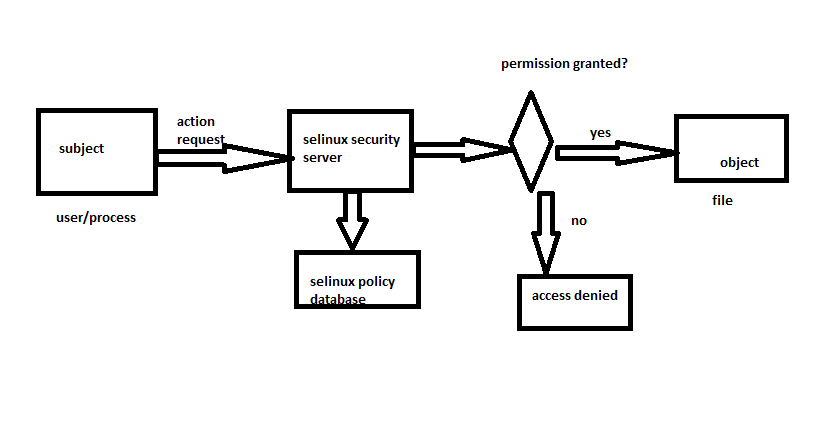 permission granted?
action
request
subject
selinux security
server
yes
object
user/process
file
no
selinux policy
database
access denied